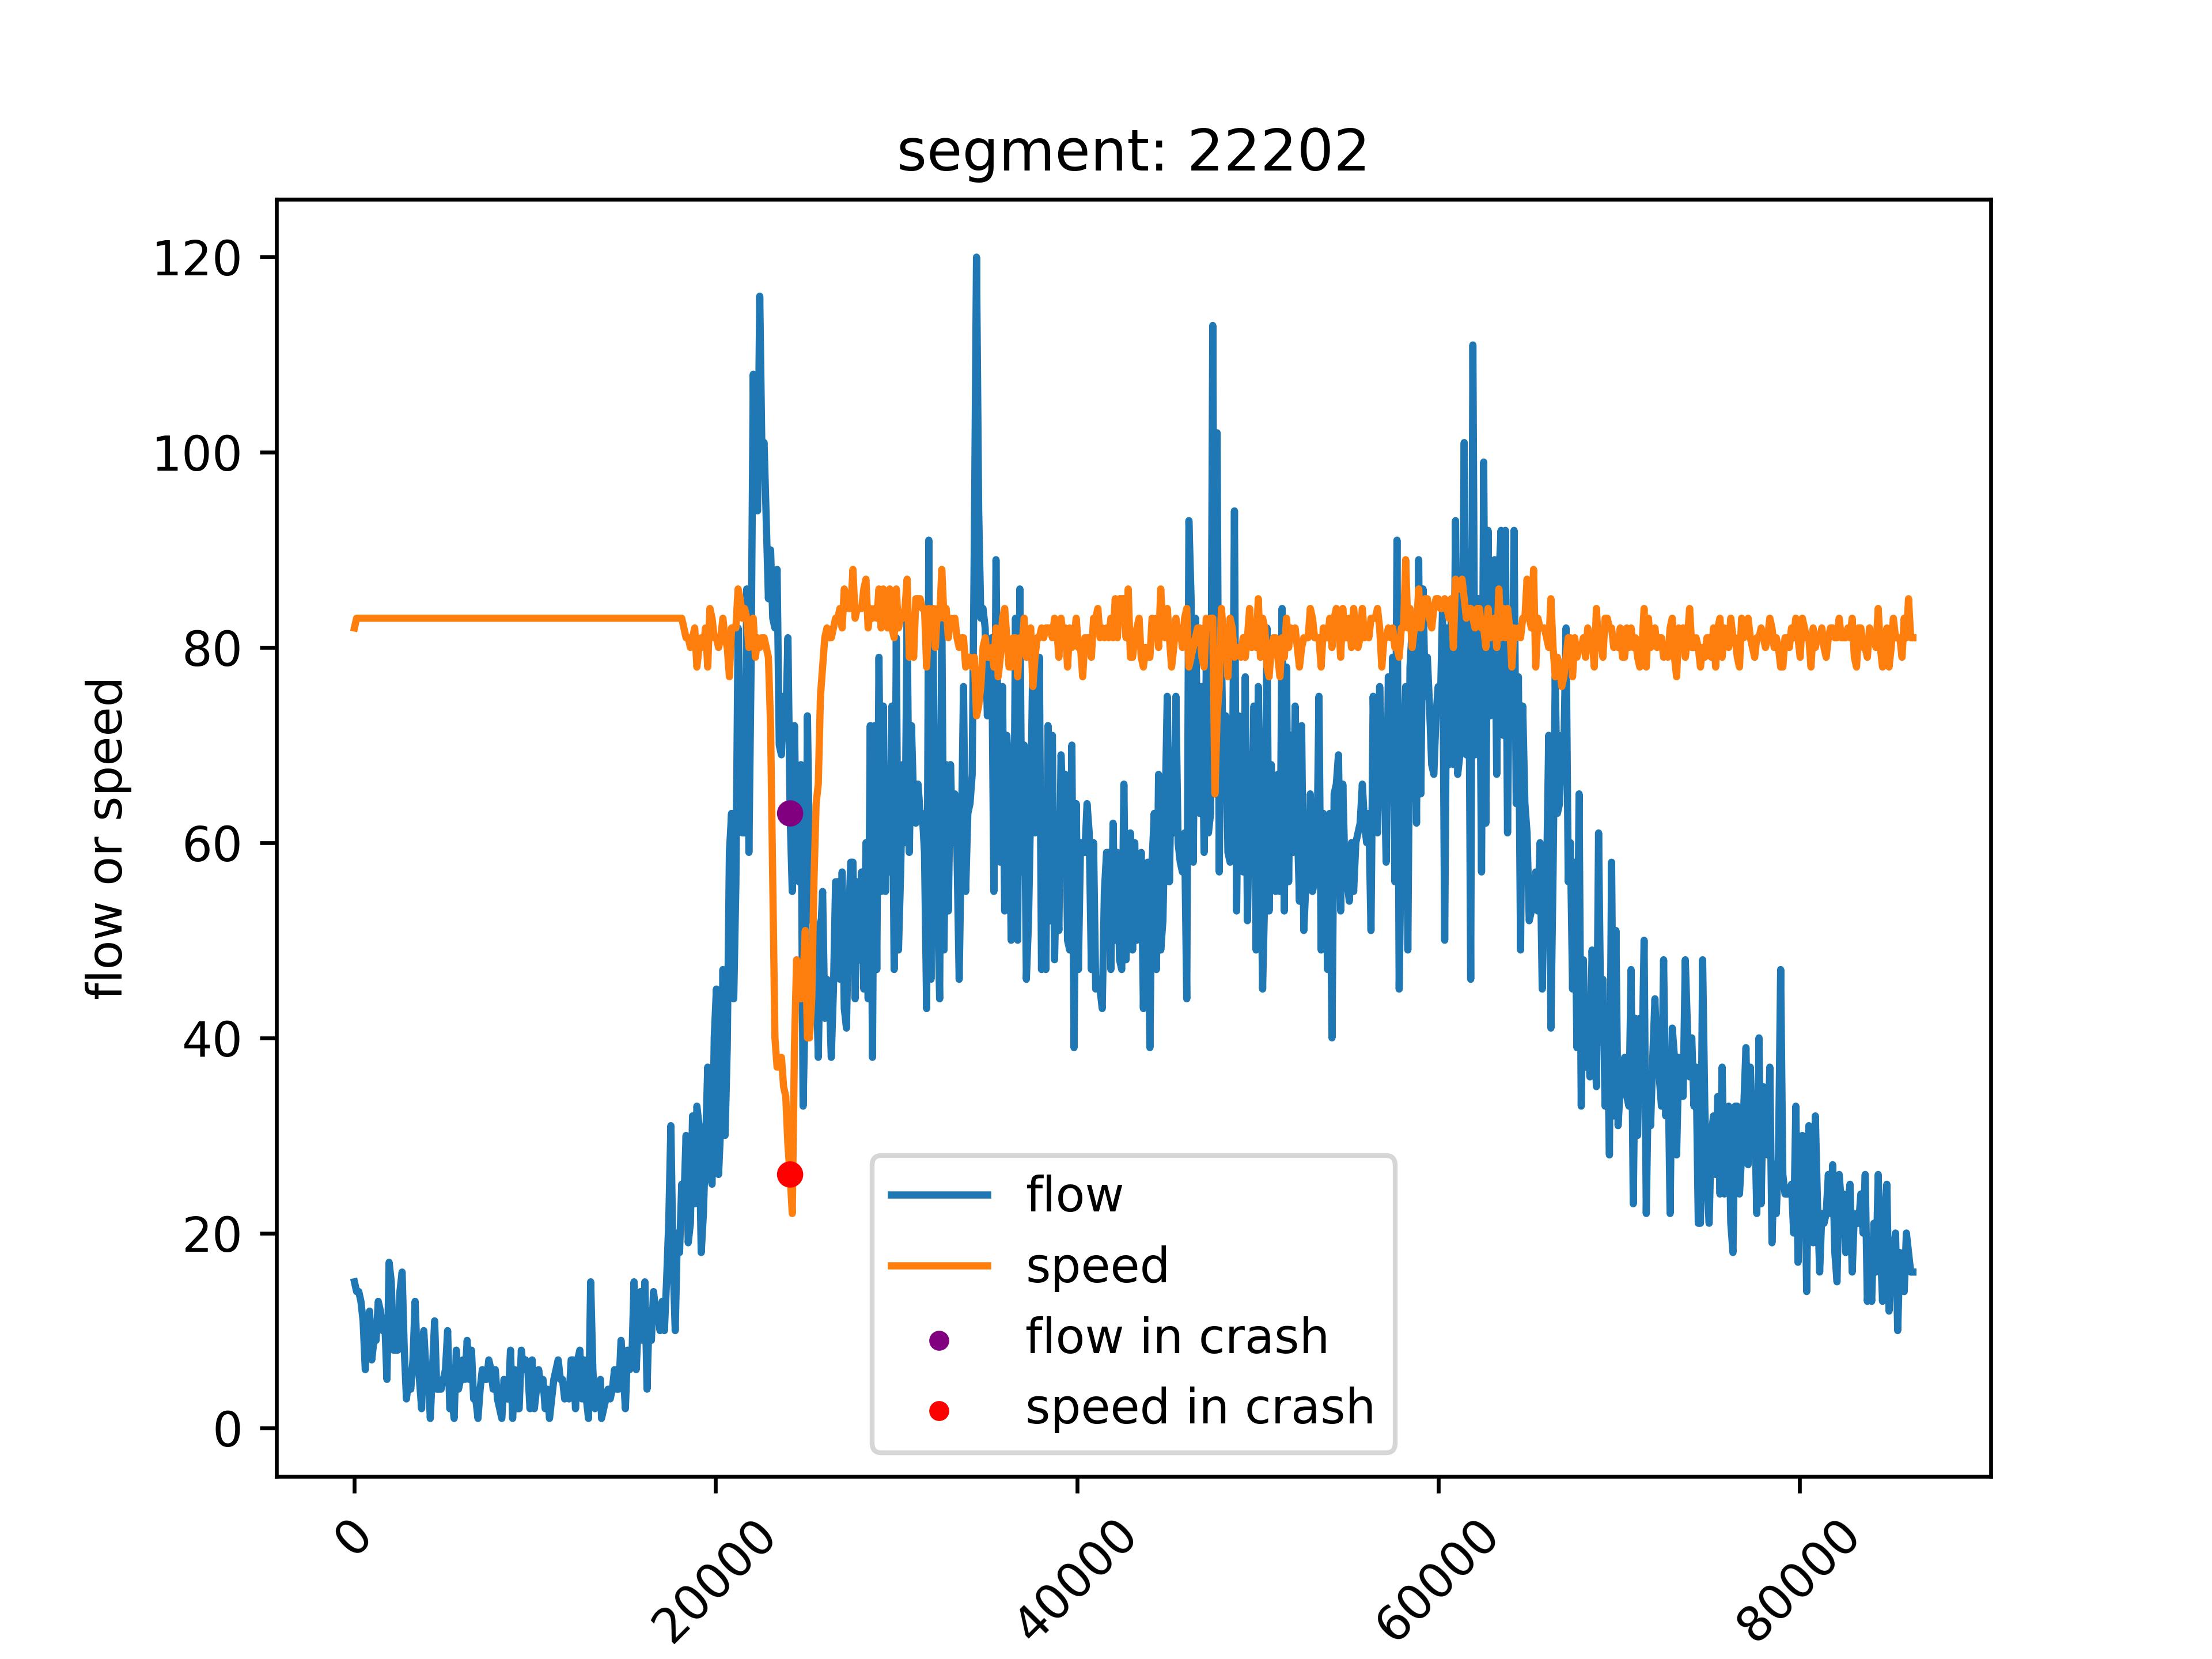 segment: 22202
120
100
80
60
40
20
0
flow or speed
flow
speed
flow in crash
speed in crash
0
20000
40000
60000
80000